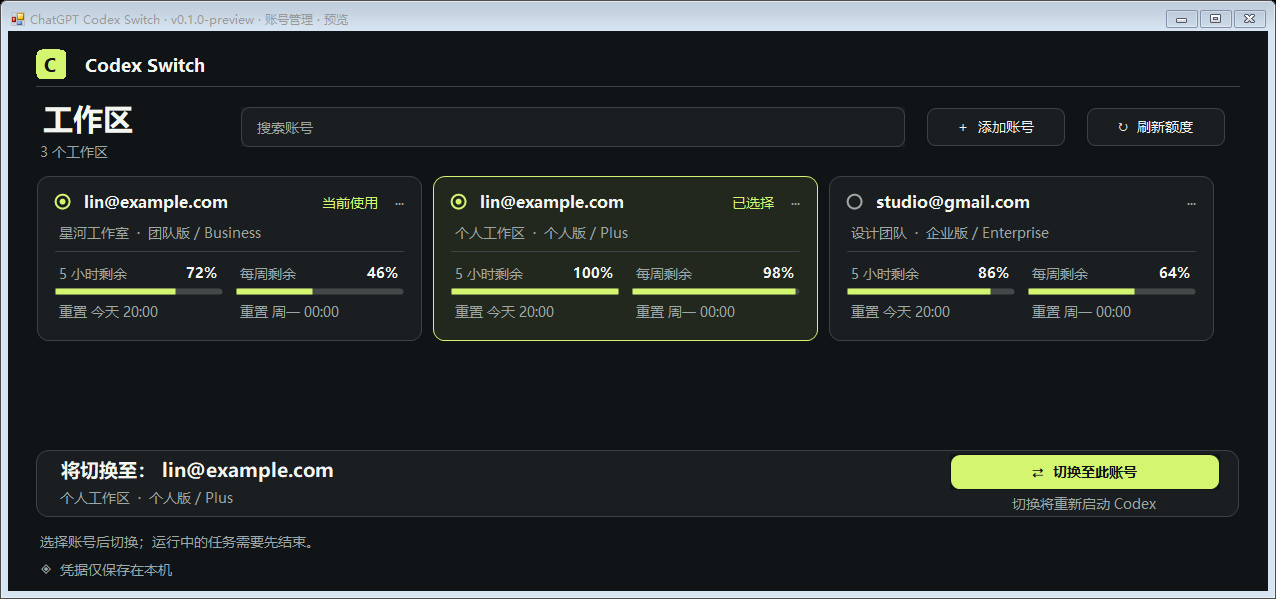 ChatGPT Codex Switch · v0.1.0-preview · 账号管理 · 预览
C Codex Switch
工作区
3 个工作区
搜索账号
+ 添加账号
↻ 刷新额度
lin@example.com 当前使用 ...
星河工作室 · 团队版 / Business
5 小时剩余 72% 每周剩余 46%
重置 今天 20:00 重置 周一 00:00
lin@example.com 已选择 ...
个人工作区 · 个人版 / Plus
5 小时剩余 100% 每周剩余 98%
重置 今天 20:00 重置 周一 00:00
studio@gmail.com ...
设计团队 · 企业版 / Enterprise
5 小时剩余 86% 每周剩余 64%
重置 今天 20:00 重置 周一 00:00
将切换至： lin@example.com
个人工作区 · 个人版 / Plus
⇄ 切换至此账号
切换将重新启动 Codex
选择账号后切换；运行中的任务需要先结束。
◈ 凭据仅保存在本机